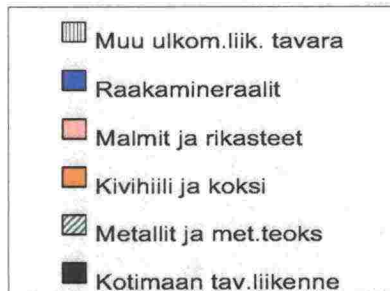 Muu ulkom.liik. tavara
Raakamineraalit
Malmit ja rikasteet
Kivihiili ja koksi
Metallit ja met.teoks
Kotimaan tav.liikenne